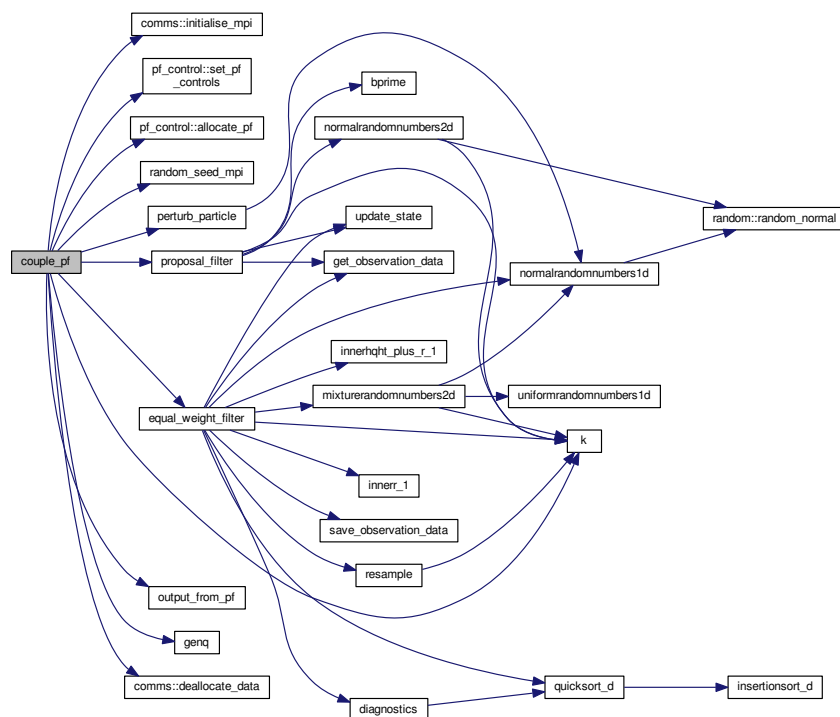 comms::initialise_mpi
pf_control::set_pf
_controls
bprime
pf_control::allocate_pf
normalrandomnumbers2d
random_seed_mpi
perturb_particle
update_state
random::random_normal
couple_pf
proposal_filter
get_observation_data
normalrandomnumbers1d
innerhqht_plus_r_1
mixturerandomnumbers2d
uniformrandomnumbers1d
equal_weight_filter
k
innerr_1
save_observation_data
resample
output_from_pf
genq
comms::deallocate_data
quicksort_d
insertionsort_d
diagnostics